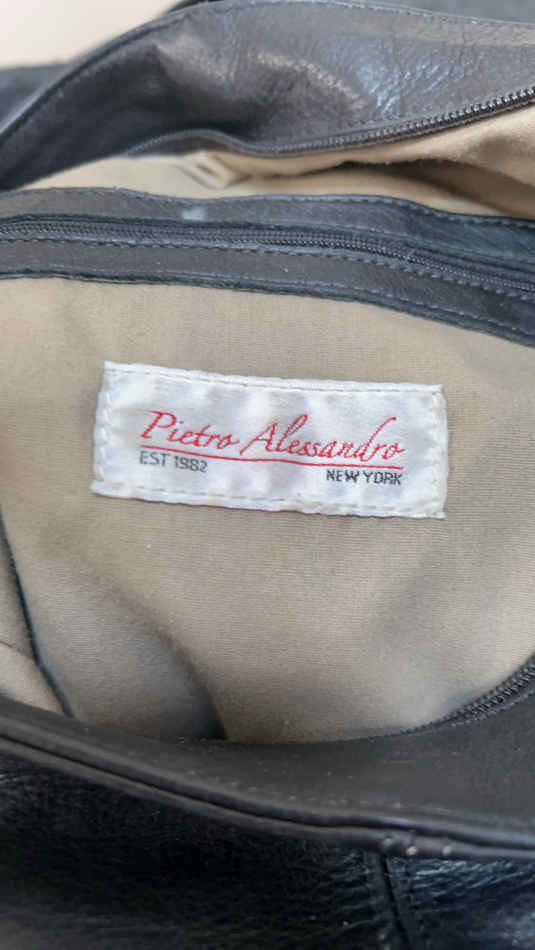 Pietro Alessandro
EST 1982 NEW YORK